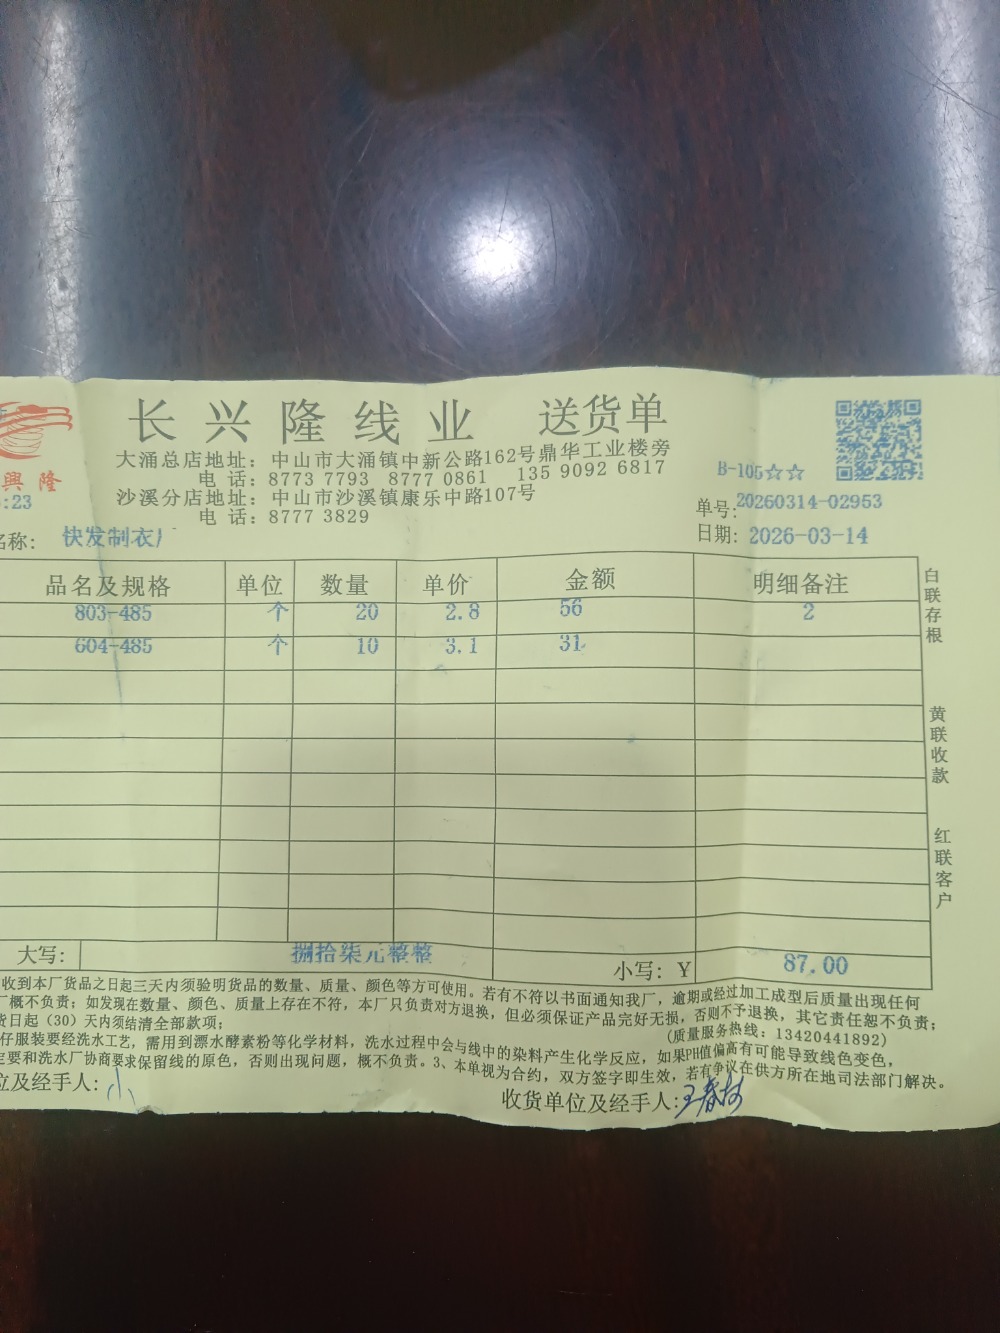 长兴隆线业 送货单
興隆
大涌总店地址：中山市大涌镇中新公路162号鼎华工业楼旁
电 话：8773 7793 8777 0861 135 9092 6817
沙溪分店地址：中山市沙溪镇康乐中路107号
电 话：8777 3829
:23
B-105☆☆
单号：20260314-02953
日期：2026-03-14
名称：快发制衣厂
品名及规格 单位 数量 单价 金额 明细备注
803-485 个 20 2.8 56 2
604-485 个 10 3.1 31
白联存根
黄联收款
红联客户
大写： 捌拾柒元整整 小写：Y 87.00
收到本厂货品之日起三天内须验明货品的数量、质量、颜色等方可使用。若有不符以书面通知我厂，逾期或经过加工成型后质量出现任何
厂概不负责；如发现在数量、颜色、质量上存在不符，本厂只负责对方退换，但必须保证产品完好无损，否则不予退换，其它责任恕不负责；
货日起（30）天内须结清全部款项；
(质量服务热线：13420441892)
仔服装要经洗水工艺，需用到漂水酵素粉等化学材料，洗水过程中会与线中的染料产生化学反应，如果PH值偏高有可能导致线色变色，
定要和洗水厂协商要求保留线的原色，否则出现问题，概不负责。3、本单视为合约，双方签字即生效，若有争议在供方所在地司法部门解决。
位及经手人：小
收货单位及经手人：王春树